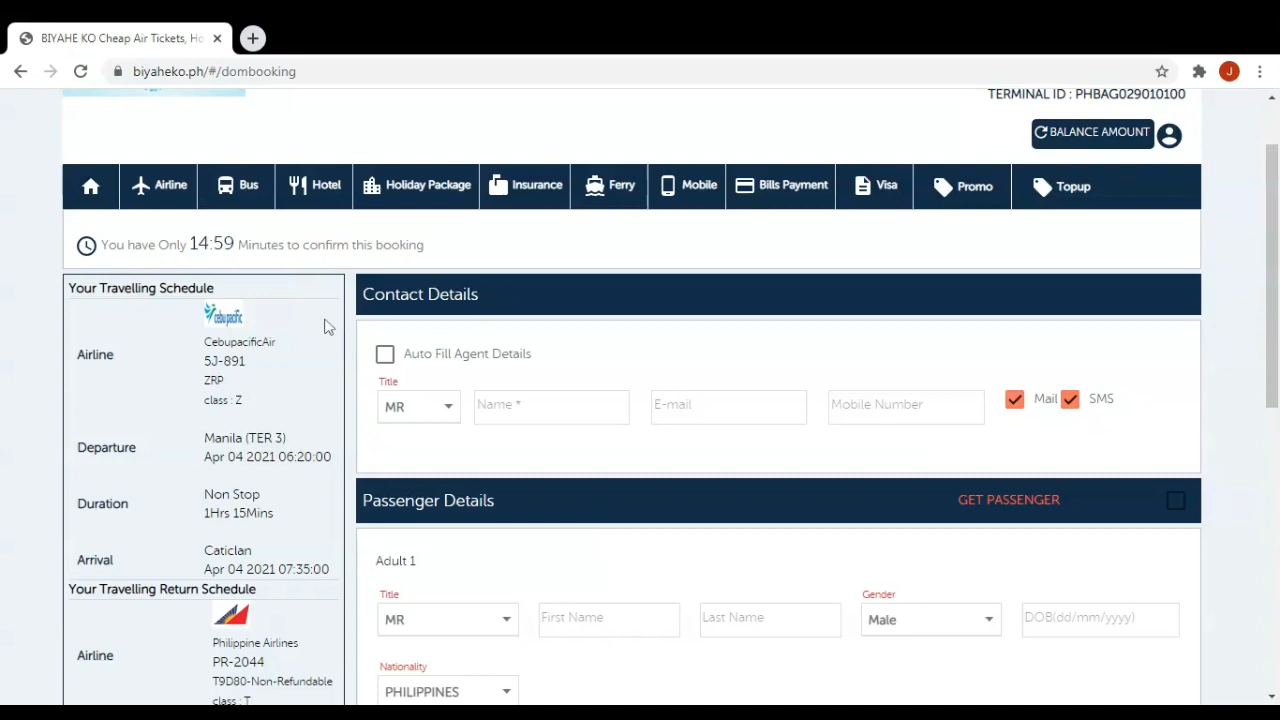 BIYAHE KO Cheap Air Tickets, Ho
biyaheko.ph/#/dombooking
J
TERMINAL ID : PHBAG029010100
BALANCE AMOUNT
Airline Bus Hotel Holiday Package Insurance Ferry Mobile Bills Payment Visa Promo Topup
You have Only 14:59 Minutes to confirm this booking
Your Travelling Schedule
cebu pacific
Airline
CebupacificAir
5J-891
ZRP
class : Z
Departure
Manila (TER 3)
Apr 04 2021 06:20:00
Duration
Non Stop
1Hrs 15Mins
Arrival
Caticlan
Apr 04 2021 07:35:00
Your Travelling Return Schedule
Airline
Philippine Airlines
PR-2044
T9D80-Non-Refundable
class : T
Contact Details
Auto Fill Agent Details
Title
MR Name * E-mail Mobile Number Mail SMS
Passenger Details GET PASSENGER
Adult 1
Title Gender
MR First Name Last Name Male DOB(dd/mm/yyyy)
Nationality
PHILIPPINES